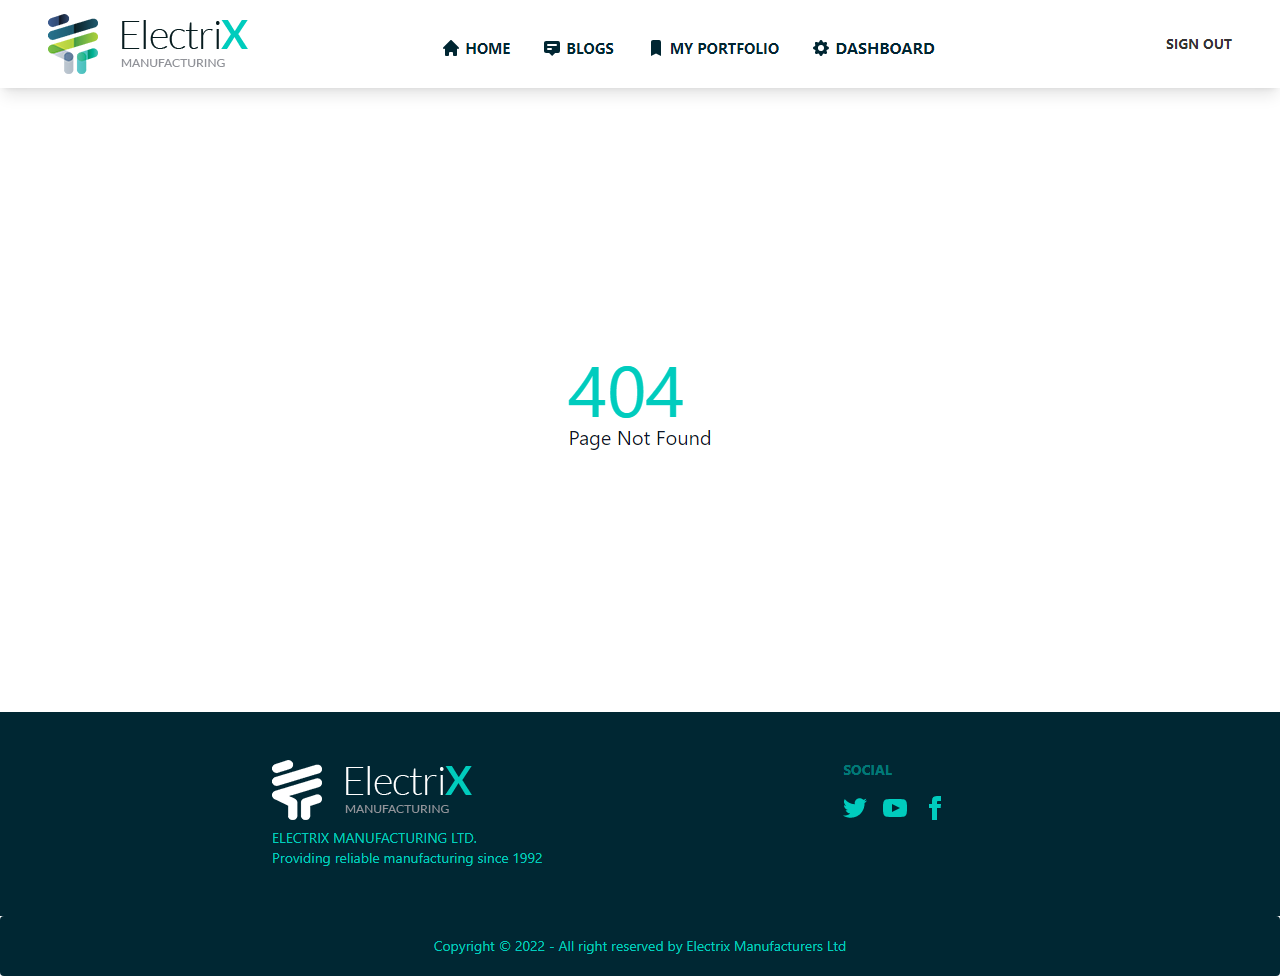 ElectriX
MANUFACTURING
HOME
BLOGS
MY PORTFOLIO
DASHBOARD
SIGN OUT
404
Page Not Found
ElectriX
MANUFACTURING
ELECTRIX MANUFACTURING LTD.
Providing reliable manufacturing since 1992
SOCIAL
Copyright © 2022 - All right reserved by Electrix Manufacturers Ltd